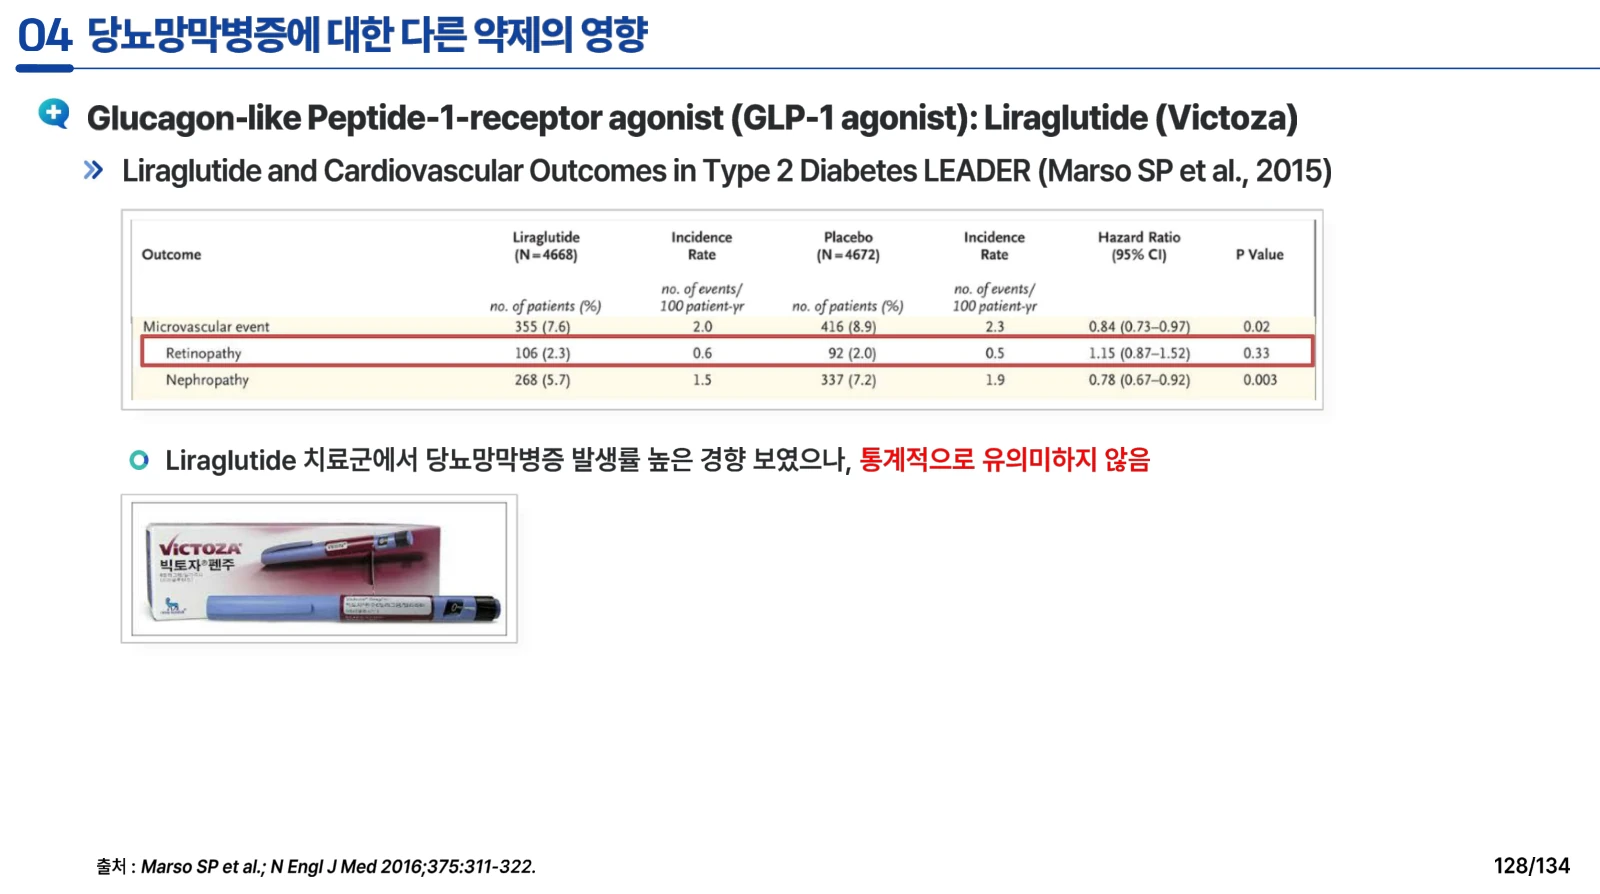 04 당뇨망막병증에 대한 다른 약제의 영향
Glucagon-like Peptide-1-receptor agonist (GLP-1 agonist): Liraglutide (Victoza)
Liraglutide and Cardiovascular Outcomes in Type 2 Diabetes LEADER (Marso SP et al., 2015)
Outcome Liraglutide (N=4668) Incidence Rate Placebo (N=4672) Incidence Rate Hazard Ratio (95% CI) P Value
no. of patients (%) no. of events/ 100 patient-yr no. of patients (%) no. of events/ 100 patient-yr
Microvascular event 355 (7.6) 2.0 416 (8.9) 2.3 0.84 (0.73–0.97) 0.02
Retinopathy 106 (2.3) 0.6 92 (2.0) 0.5 1.15 (0.87–1.52) 0.33
Nephropathy 268 (5.7) 1.5 337 (7.2) 1.9 0.78 (0.67–0.92) 0.003
Liraglutide 치료군에서 당뇨망막병증 발생률 높은 경향 보였으나, 통계적으로 유의미하지 않음
VICTOZA®
빅토자®펜주
출처 : Marso SP et al.; N Engl J Med 2016;375:311-322.
128/134